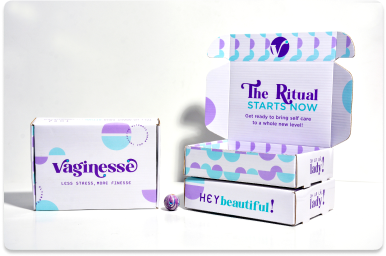 Vaginesse
LESS STRESS, MORE FINESSE
V
The Ritual
STARTS NOW
Get ready to bring self care
to a whole new level!
lady!
HEY beautiful!
lady!